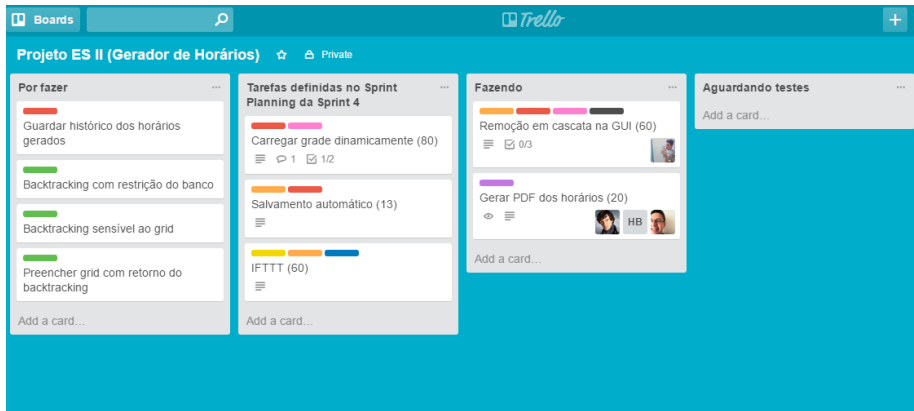 Boards
Trello
Projeto ES II (Gerador de Horários)
Private
Por fazer
Guardar histórico dos horários
gerados
Backtracking com restrição do banco
Backtracking sensível ao grid
Preencher grid com retorno do
backtracking
Add a card...
Tarefas definidas no Sprint
Planning da Sprint 4
Carregar grade dinamicamente (80)
1
1/2
Salvamento automático (13)
IFTTT (60)
Add a card...
Fazendo
Remoção em cascata na GUI (60)
0/3
Gerar PDF dos horários (20)
HB
Add a card...
Aguardando testes
Add a card...